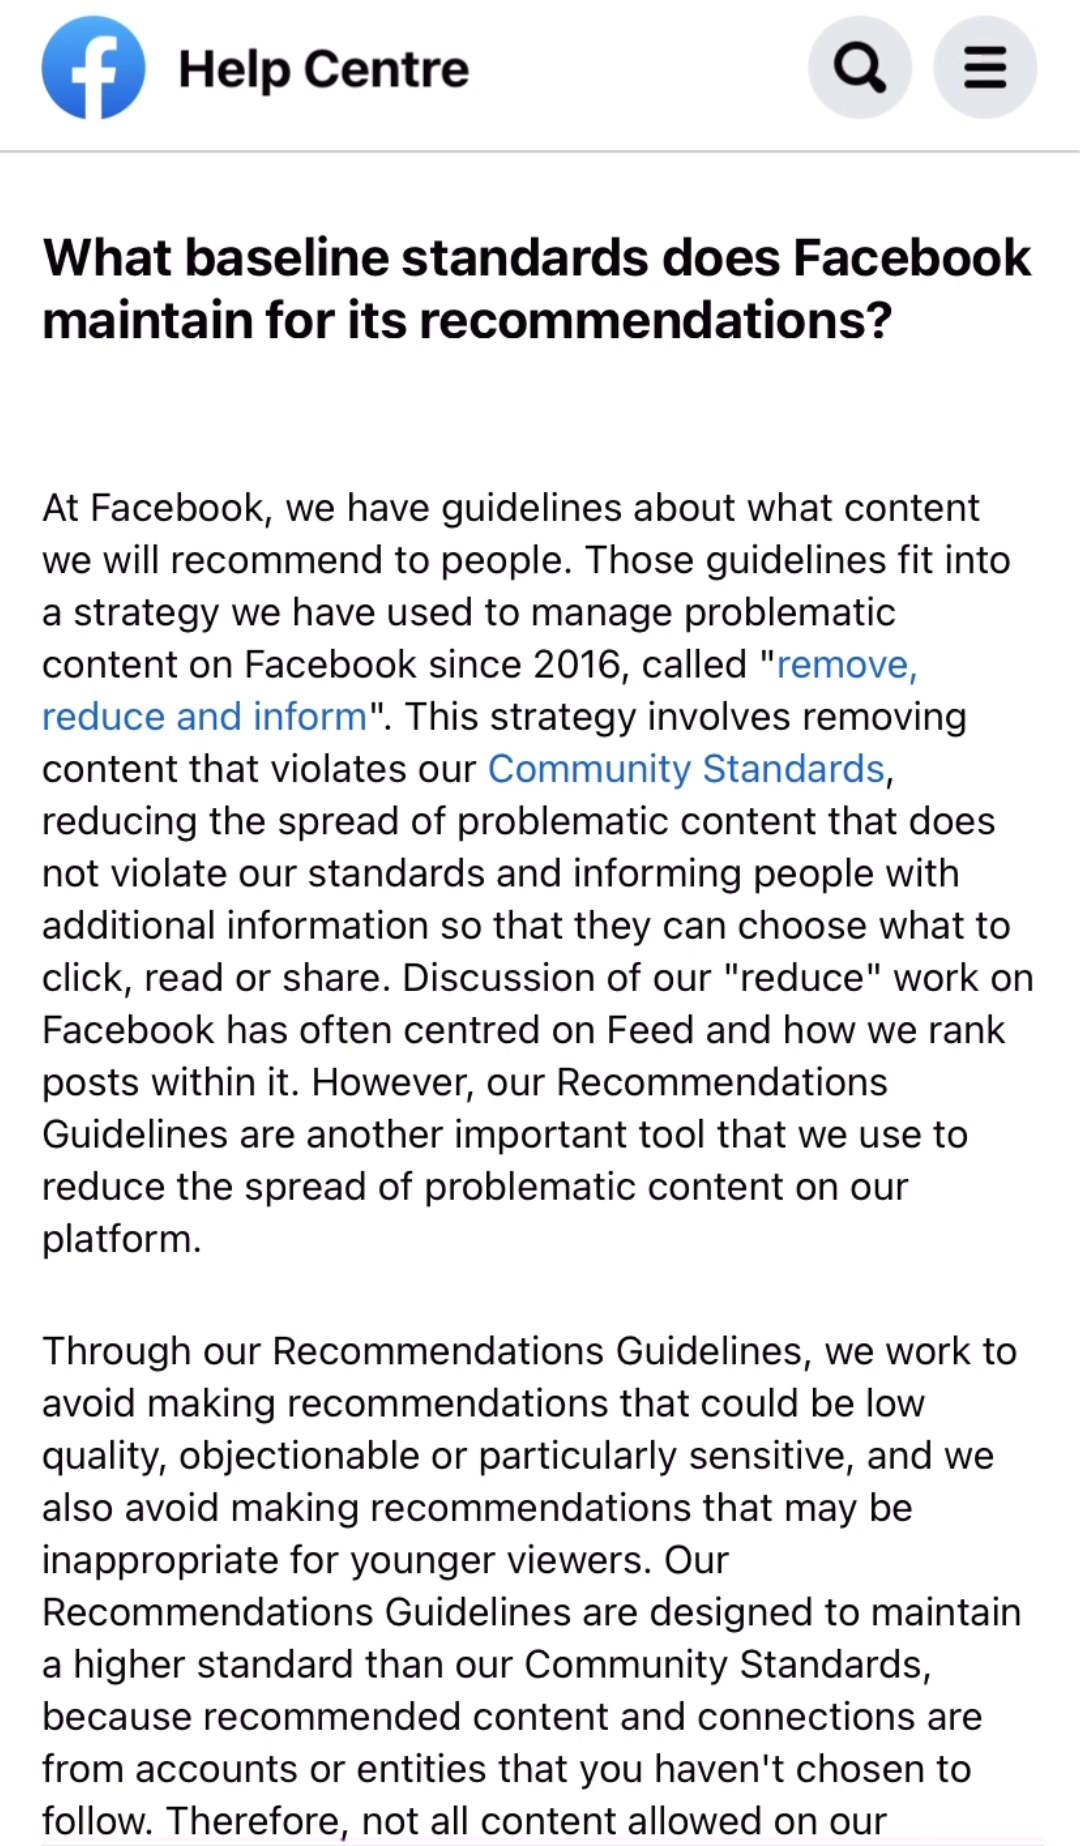 Help Centre
What baseline standards does Facebook
maintain for its recommendations?
At Facebook, we have guidelines about what content
we will recommend to people. Those guidelines fit into
a strategy we have used to manage problematic
content on Facebook since 2016, called "remove,
reduce and inform". This strategy involves removing
content that violates our Community Standards,
reducing the spread of problematic content that does
not violate our standards and informing people with
additional information so that they can choose what to
click, read or share. Discussion of our "reduce" work on
Facebook has often centred on Feed and how we rank
posts within it. However, our Recommendations
Guidelines are another important tool that we use to
reduce the spread of problematic content on our
platform.
Through our Recommendations Guidelines, we work to
avoid making recommendations that could be low
quality, objectionable or particularly sensitive, and we
also avoid making recommendations that may be
inappropriate for younger viewers. Our
Recommendations Guidelines are designed to maintain
a higher standard than our Community Standards,
because recommended content and connections are
from accounts or entities that you haven't chosen to
follow. Therefore, not all content allowed on our